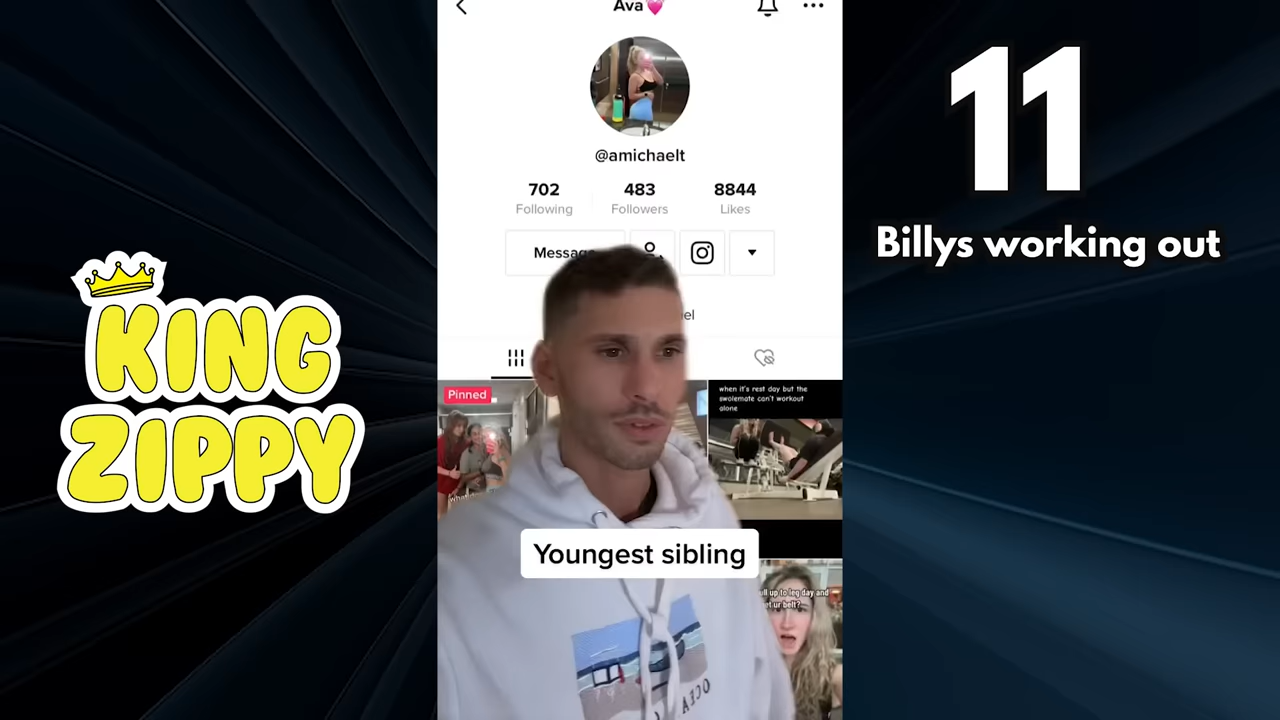 Ava💗
@amichaelt
702
483
8844
Following
Followers
Likes
Pinned
when it's rest day but the
swolemate can't workout
alone
Youngest sibling
KING
ZIPPY
11
Billys working out